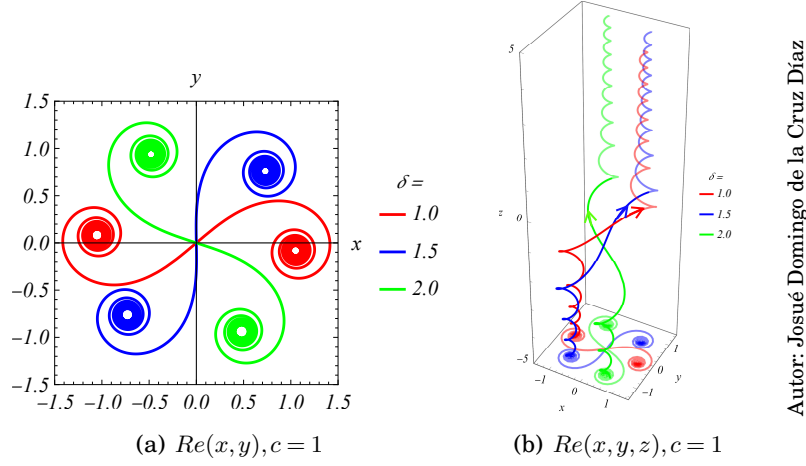 y
1.5
1.0
0.5
0.0
−0.5
−1.0
−1.5
−1.5 −1.0 −0.5 0.0 0.5 1.0 1.5
x
δ =
1.0
1.5
2.0
(a) Re(x, y), c = 1
5
z
0
−5
−1
0
1
x
−1
0
1
y
δ =
1.0
1.5
2.0
(b) Re(x, y, z), c = 1
Autor: Josué Domingo de la Cruz Díaz